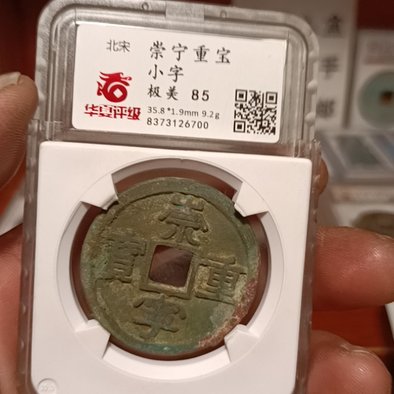 北宋
崇宁重宝
小字
极美 85
华夏评级
35.8*1.9mm 9.2g
8373126700
崇
寶 重
寧